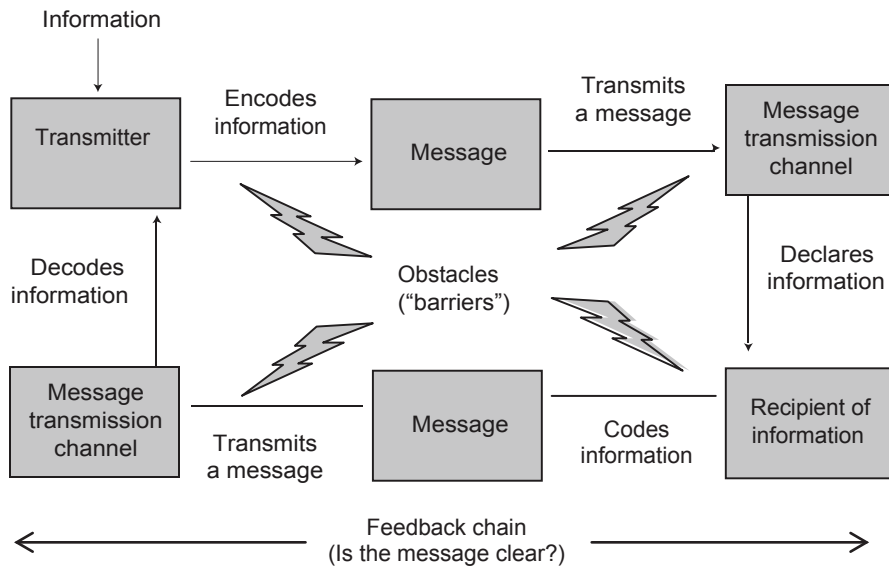 Information
Transmitter
Encodes
information
Message
Transmits
a message
Message
transmission
channel
Decodes
information
Obstacles
(“barriers”)
Declares
information
Message
transmission
channel
Transmits
a message
Message
Codes
information
Recipient of
information
Feedback chain
(Is the message clear?)